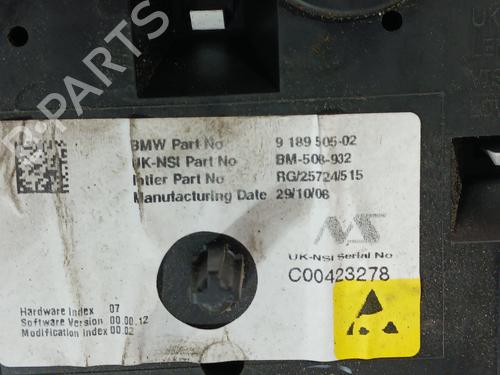 BMW Part No 9 189 505-02
UK-NSI Part No BM-508-932
Intier Part No RG/25724/515
Manufacturing Date 29/10/08
NS
UK-NSI Serial No
C00423278
Hardware Index 07
Software Version 00.00.12
Modification Index 00.02
B-PARTS